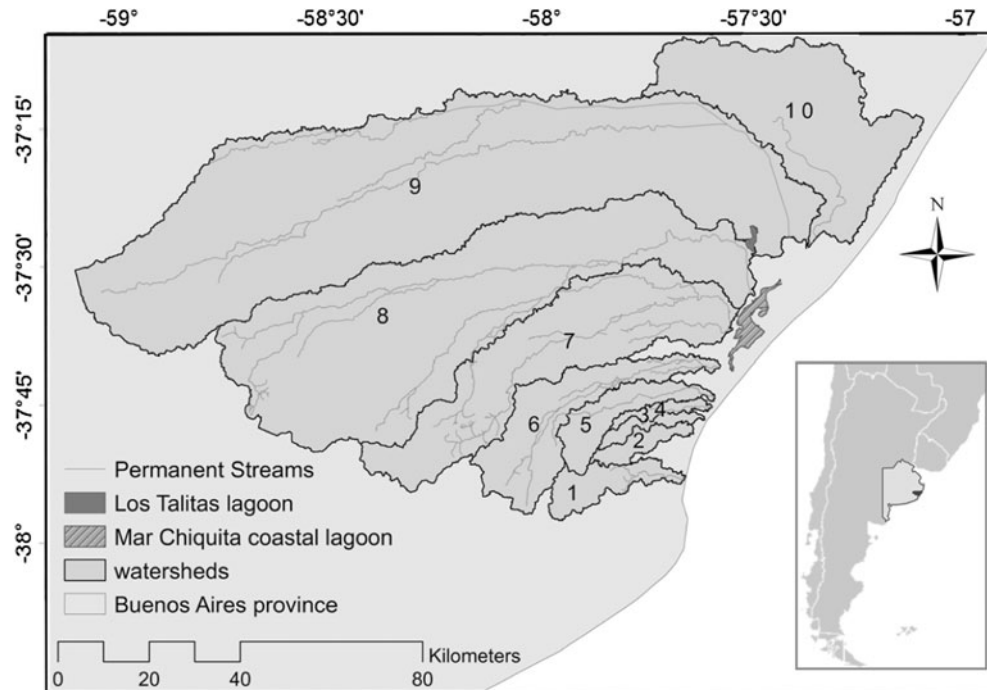 -59° -58°30' -58° -57°30' -57
-37°15'
-37°30'
-37°45'
-38°
10
9
8
7
6
5
4
3
2
1
N
Permanent Streams
Los Talitas lagoon
Mar Chiquita coastal lagoon
watersheds
Buenos Aires province
Kilometers
0 20 40 80